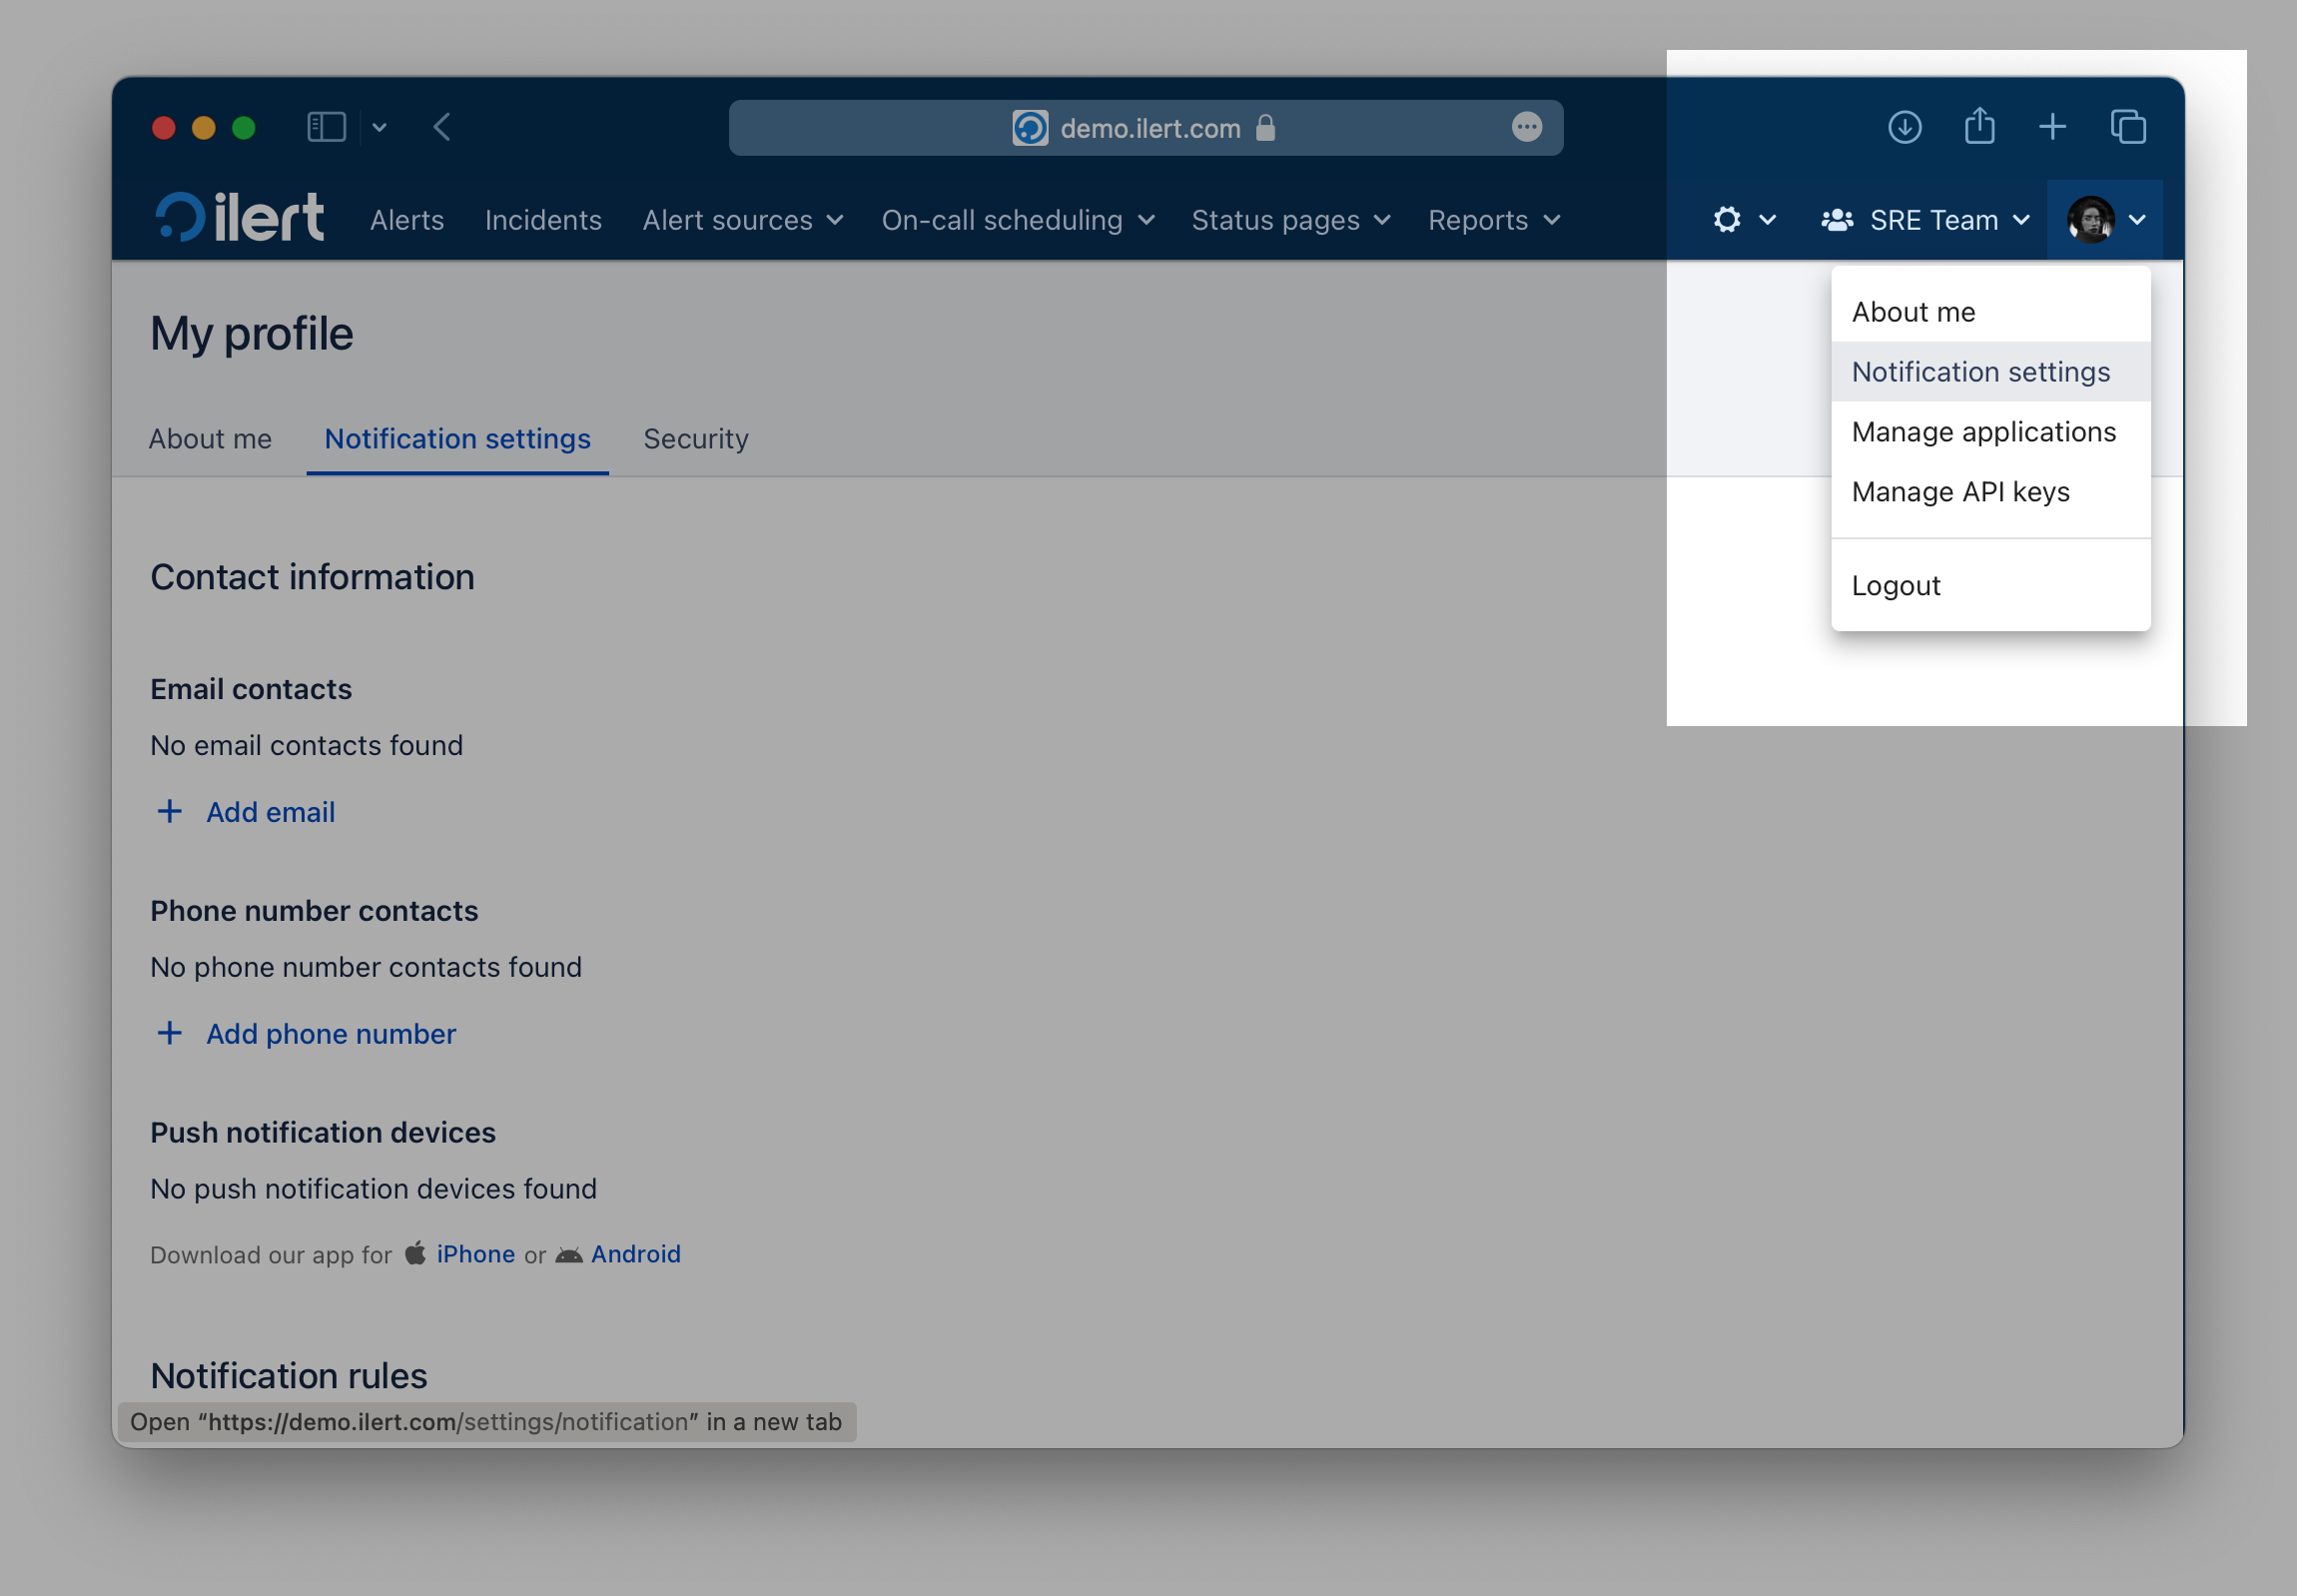 demo.ilert.com
ilert Alerts Incidents Alert sources On-call scheduling Status pages Reports SRE Team
About me
Notification settings
Manage applications
Manage API keys
Logout
My profile
About me Notification settings Security
Contact information
Email contacts
No email contacts found
+ Add email
Phone number contacts
No phone number contacts found
+ Add phone number
Push notification devices
No push notification devices found
Download our app for iPhone or Android
Notification rules
Open “https://demo.ilert.com/settings/notification” in a new tab